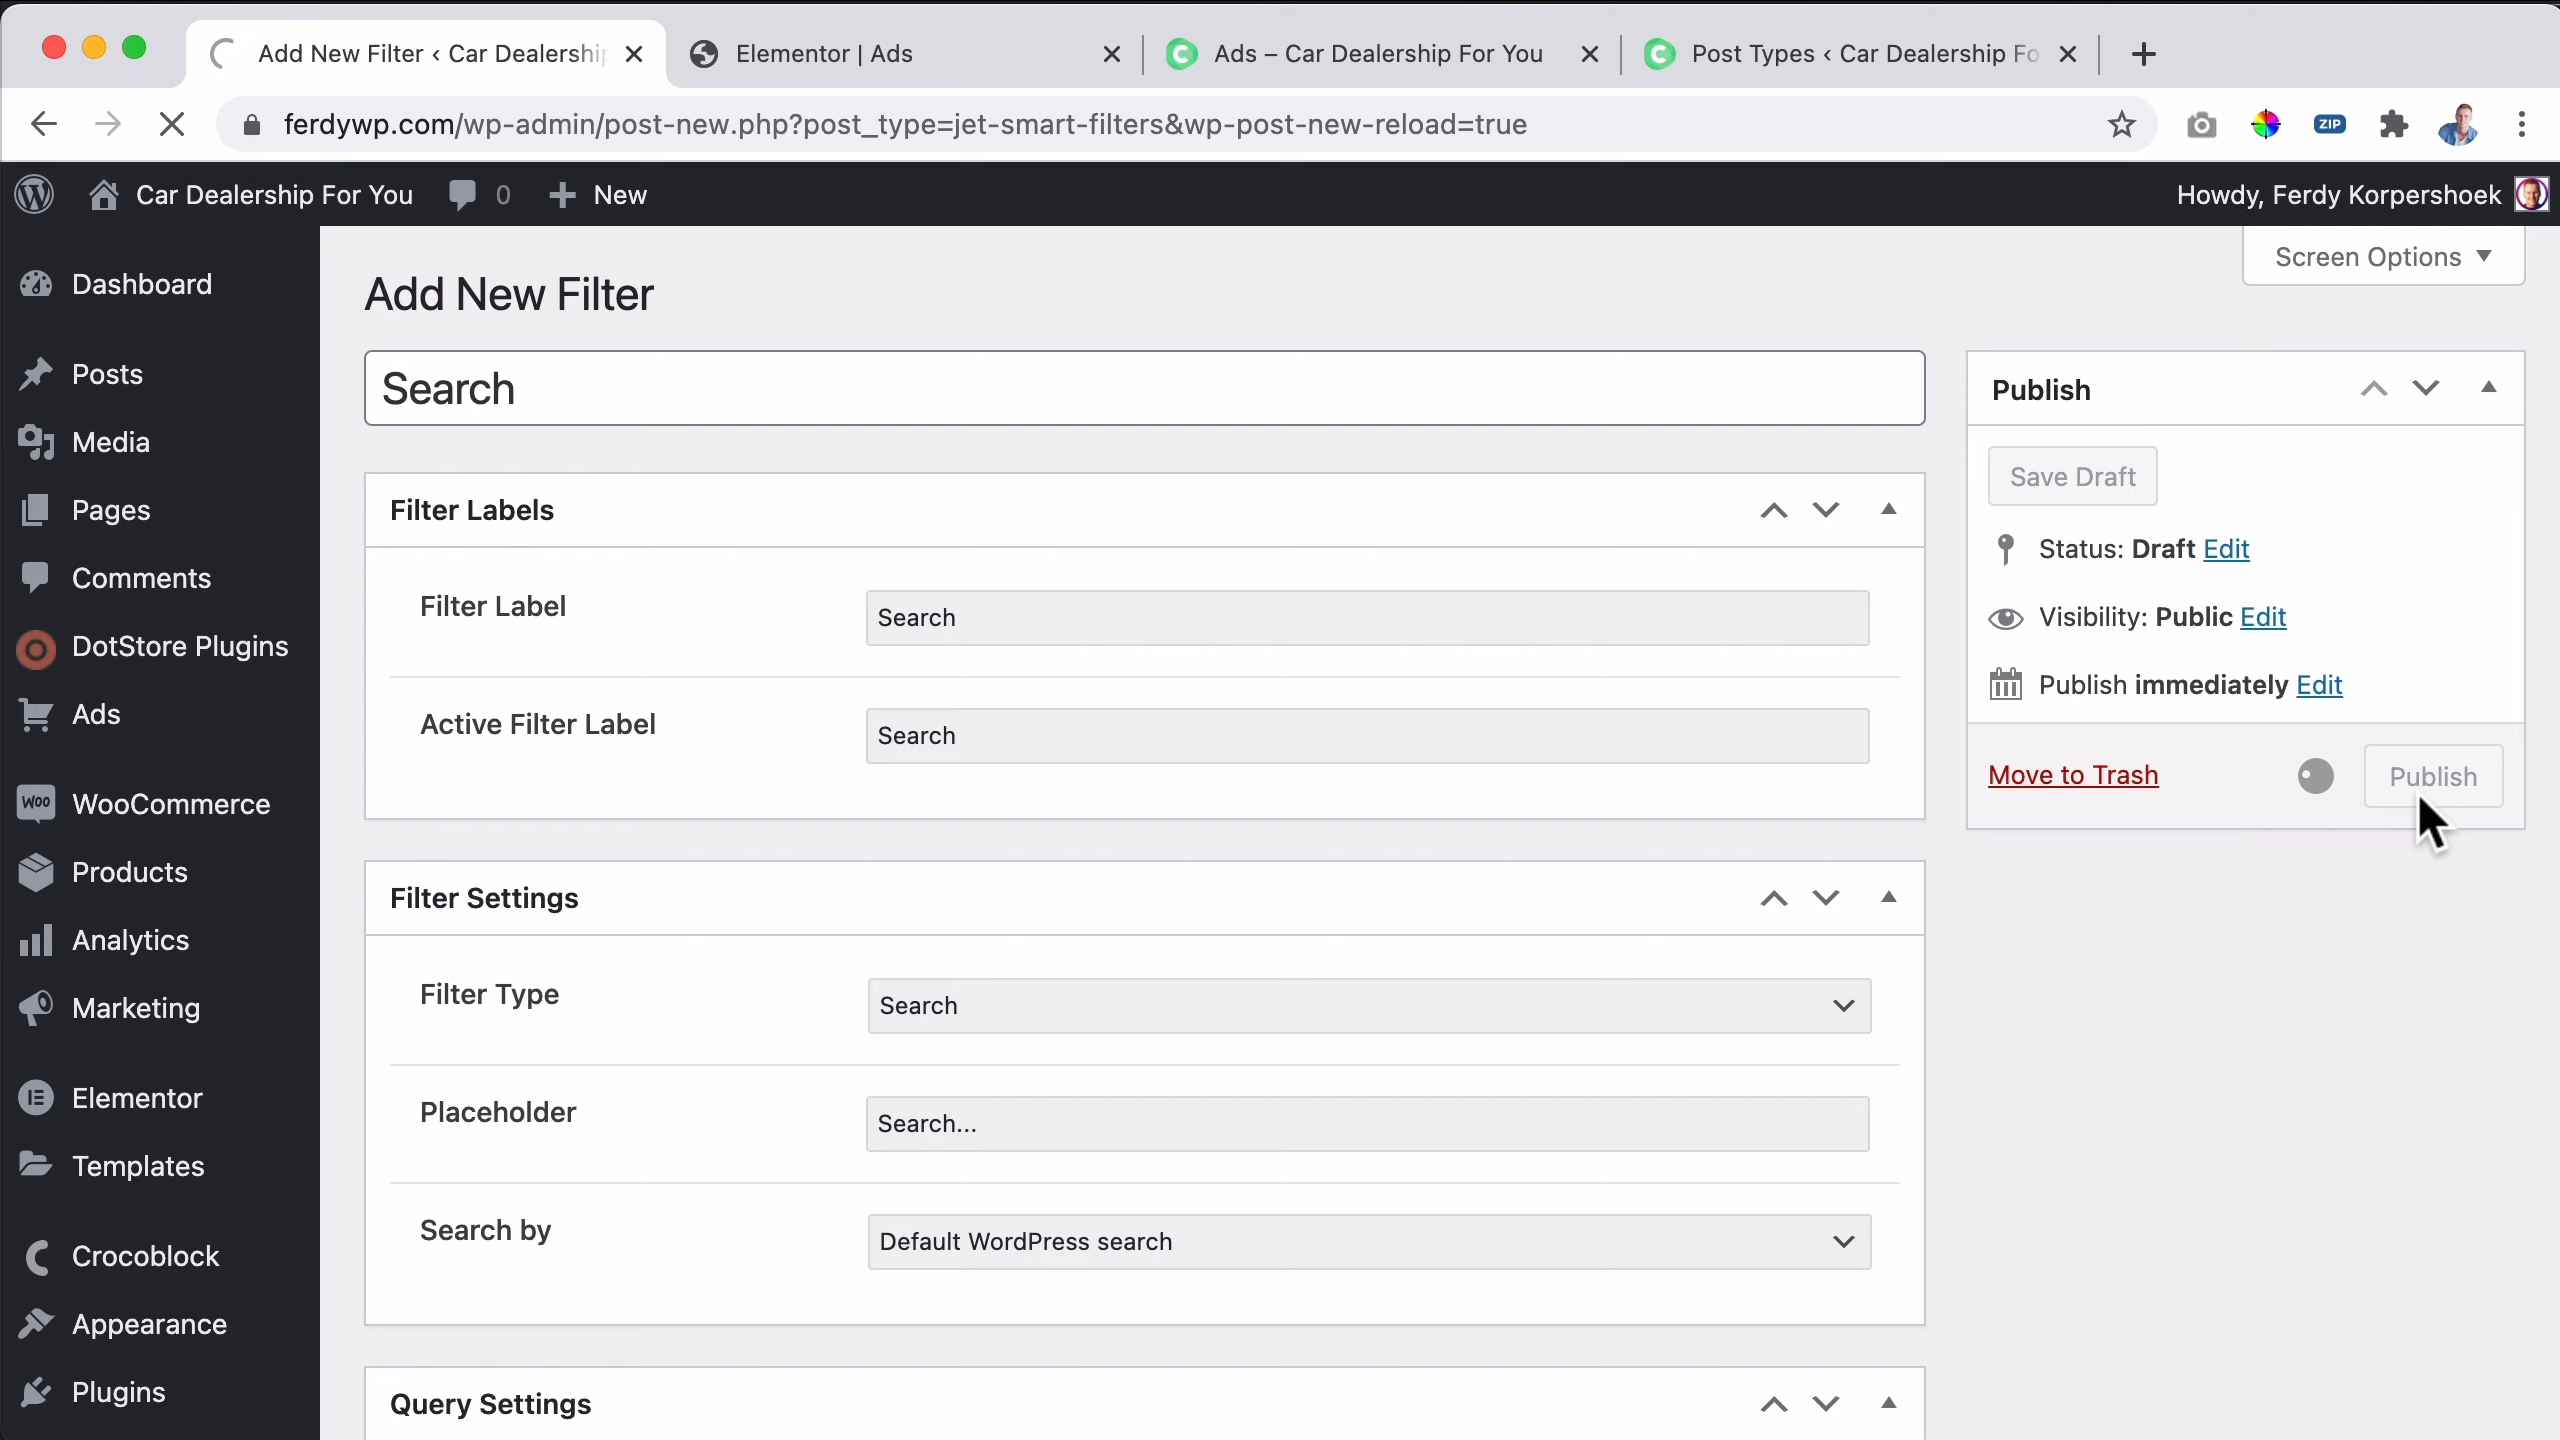 Add New Filter ‹ Car Dealership
Elementor | Ads
Ads – Car Dealership For You
Post Types ‹ Car Dealership Fo
ferdywp.com/wp-admin/post-new.php?post_type=jet-smart-filters&wp-post-new-reload=true
ZIP
Car Dealership For You
0
New
Howdy, Ferdy Korpershoek
Screen Options
Dashboard
Posts
Media
Pages
Comments
DotStore Plugins
Ads
Woo WooCommerce
Products
Analytics
Marketing
Elementor
Templates
Crocoblock
Appearance
Plugins
Add New Filter
Search
Filter Labels
Filter Label
Search
Active Filter Label
Search
Filter Settings
Filter Type
Search
Placeholder
Search...
Search by
Default WordPress search
Query Settings
Publish
Save Draft
Status: Draft Edit
Visibility: Public Edit
Publish immediately Edit
Move to Trash
Publish